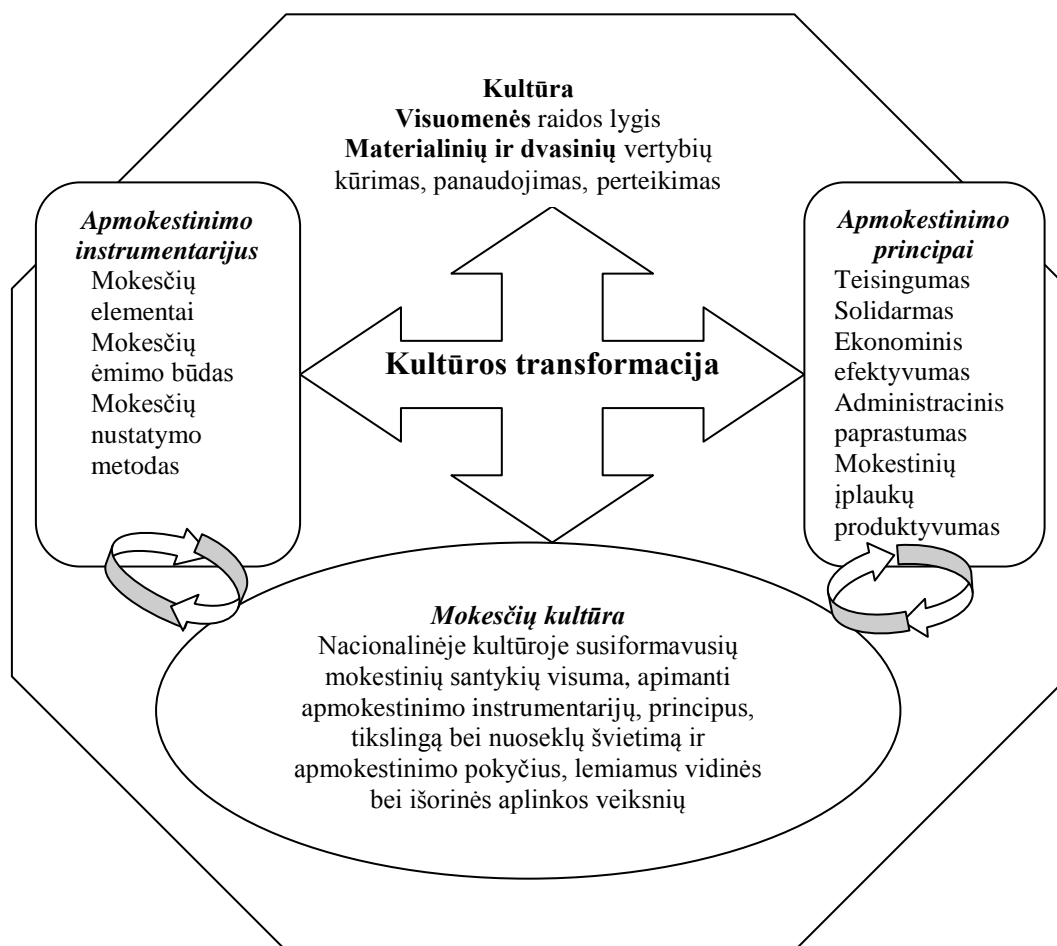 Kultūra
Visuomenės raidos lygis
Materialinių ir dvasinių vertybių
kūrimas, panaudojimas, perteikimas
Apmokestinimo
instrumentarijus
Mokesčių
elementai
Mokesčių
ėmimo būdas
Mokesčių
nustatymo
metodas
Kultūros transformacija
Apmokestinimo
principai
Teisingumas
Solidarmas
Ekonominis
efektyvumas
Administracinis
paprastumas
Mokestinių
įplaukų
produktyvumas
Mokesčių kultūra
Nacionalinėje kultūroje susiformavusių
mokestinių santykių visuma, apimanti
apmokestinimo instrumentarijų, principus,
tikslingą bei nuoseklų švietimą ir
apmokestinimo pokyčius, lemiamus vidinės
bei išorinės aplinkos veiksnių